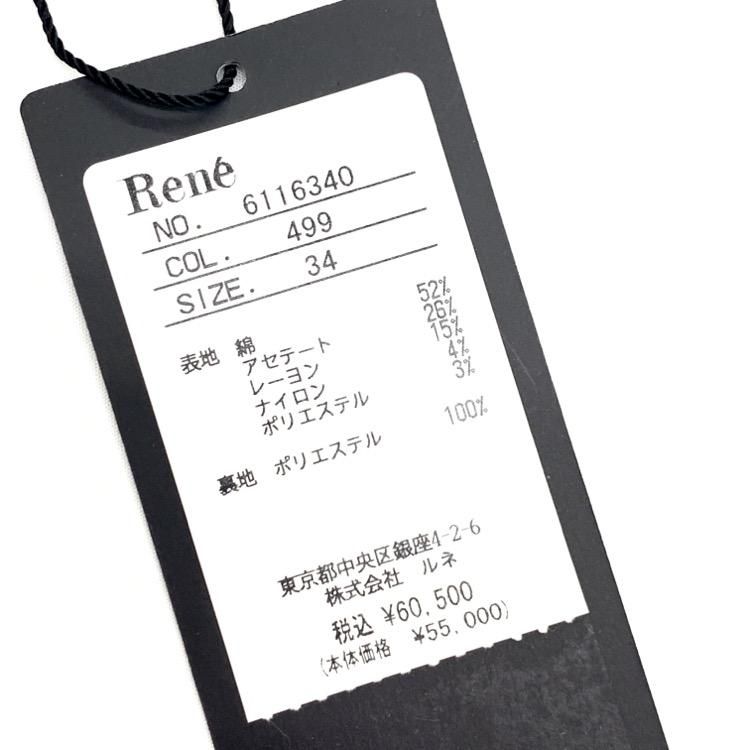 René
NO. 6116340
COL. 499
SIZE. 34
表地 綿 52%
アセテート 26%
レーヨン 15%
ナイロン 4%
ポリエステル 3%
裏地 ポリエステル 100%
東京都中央区銀座4-2-6
株式会社 ルネ
税込 ¥60,500
(本体価格 ¥55,000)